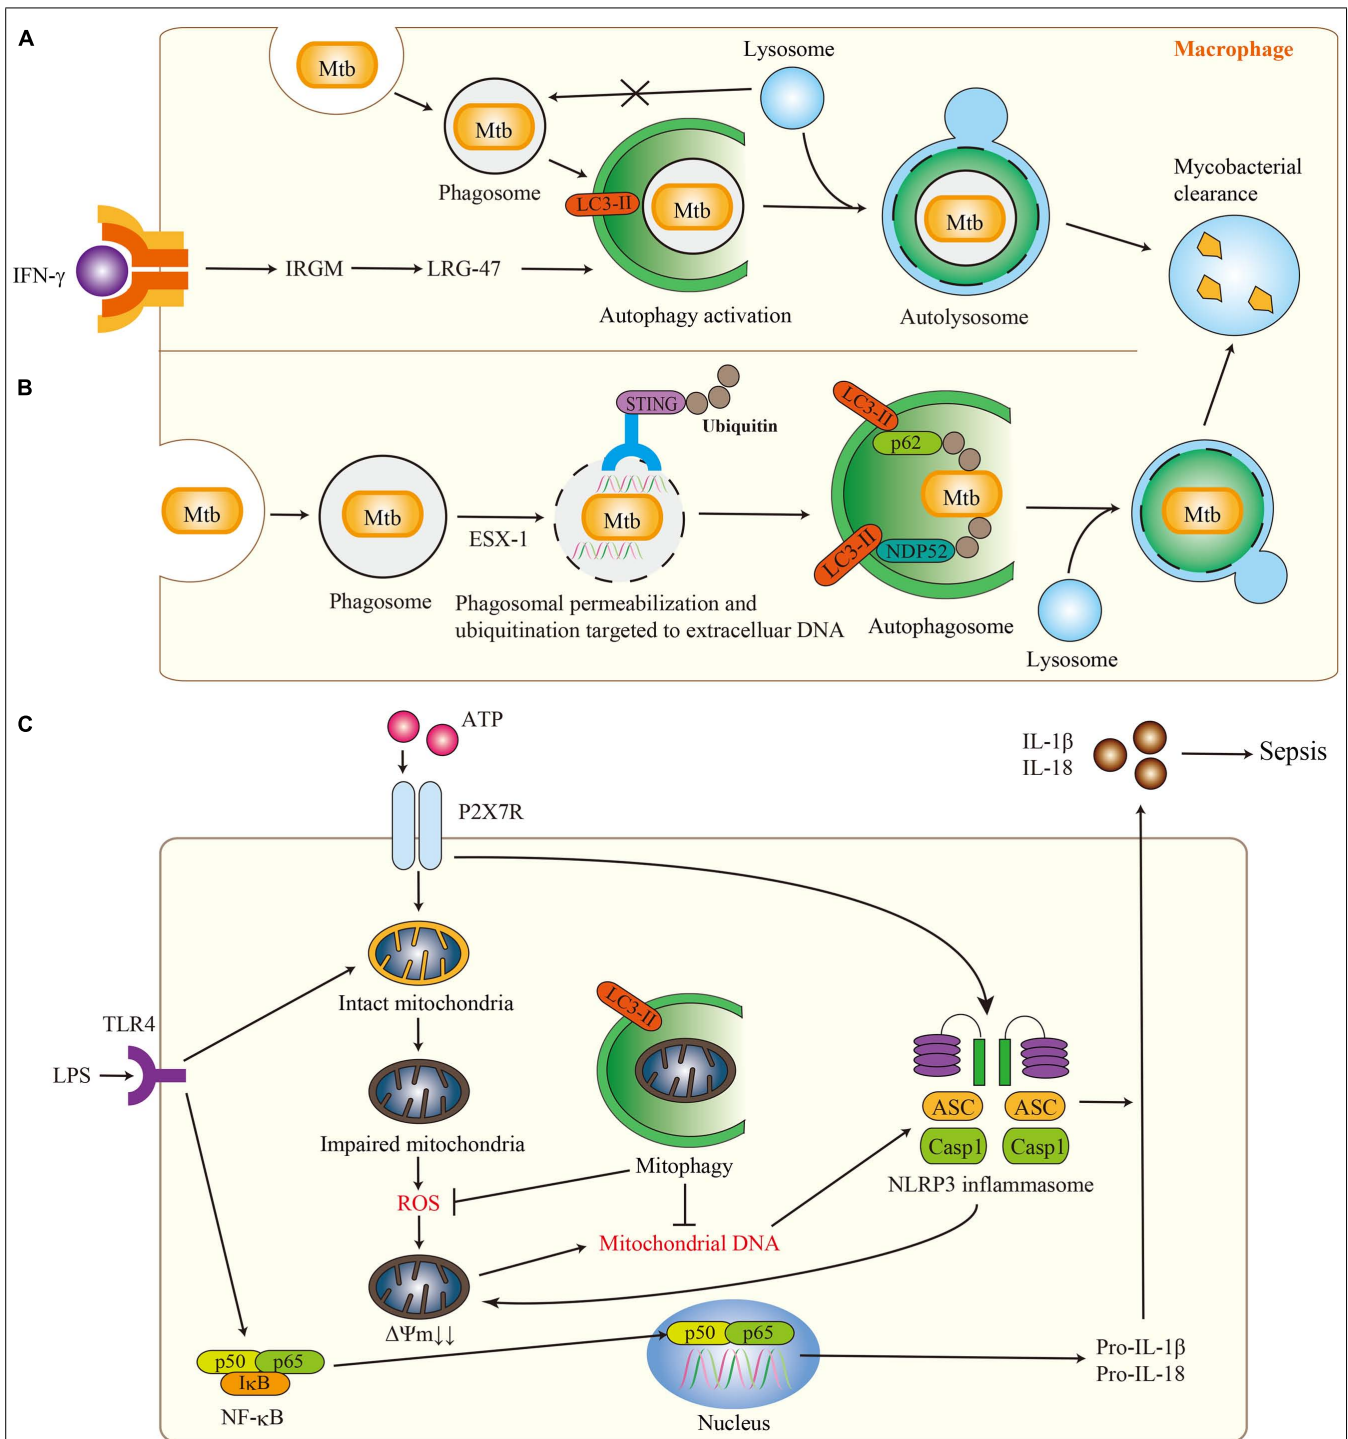 A
Macrophage
Mtb
Lysosome
Mtb
Phagosome
LC3-II
Mtb
Mtb
Mycobacterial
clearance
IFN-γ
IRGM
LRG-47
Autophagy activation
Autolysosome
B
STING
Ubiquitin
LC3-II
p62
Mtb
Mtb
Mtb
Mtb
Mtb
ESX-1
LC3-II
NDP52
Phagosome
Phagosomal permeabilization and
ubiquitination targeted to extracelluar DNA
Autophagosome
Lysosome
C
ATP
IL-1β
IL-18
Sepsis
P2X7R
Intact mitochondria
LC3-II
TLR4
LPS
ASC
ASC
Impaired mitochondria
Casp1
Casp1
Mitophagy
NLRP3 inflammasome
ROS
Mitochondrial DNA
ΔΨm↓↓
p50
p65
p50
p65
IκB
Pro-IL-1β
Pro-IL-18
NF-κB
Nucleus